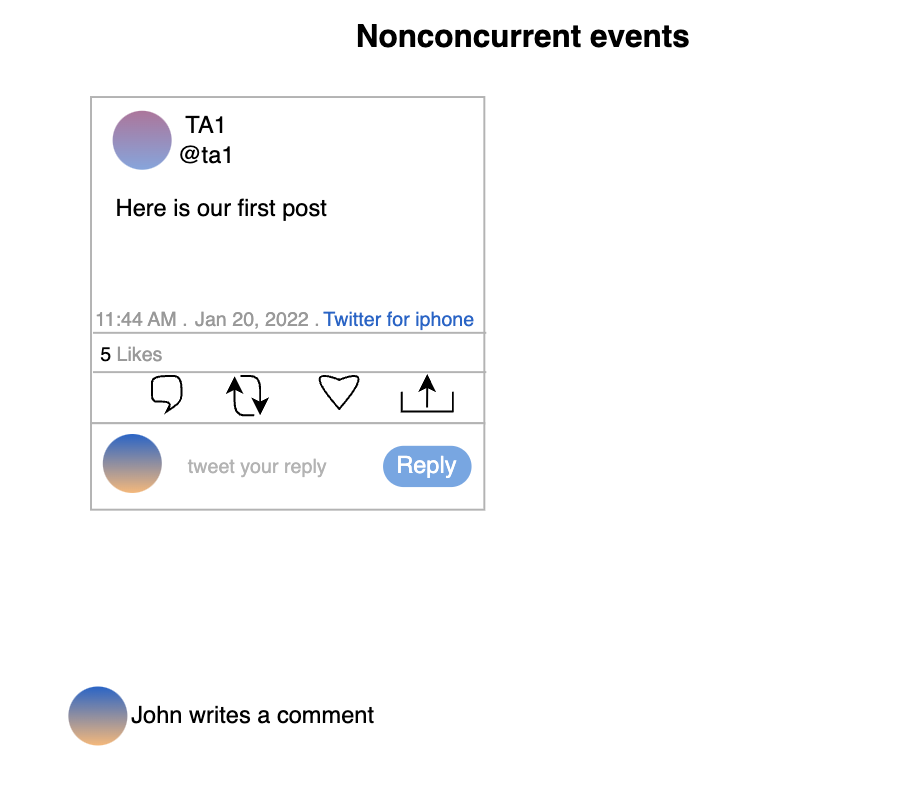 Nonconcurrent events
TA1
@ta1
Here is our first post
11:44 AM . Jan 20, 2022 . Twitter for iphone
5 Likes
tweet your reply
Reply
John writes a comment